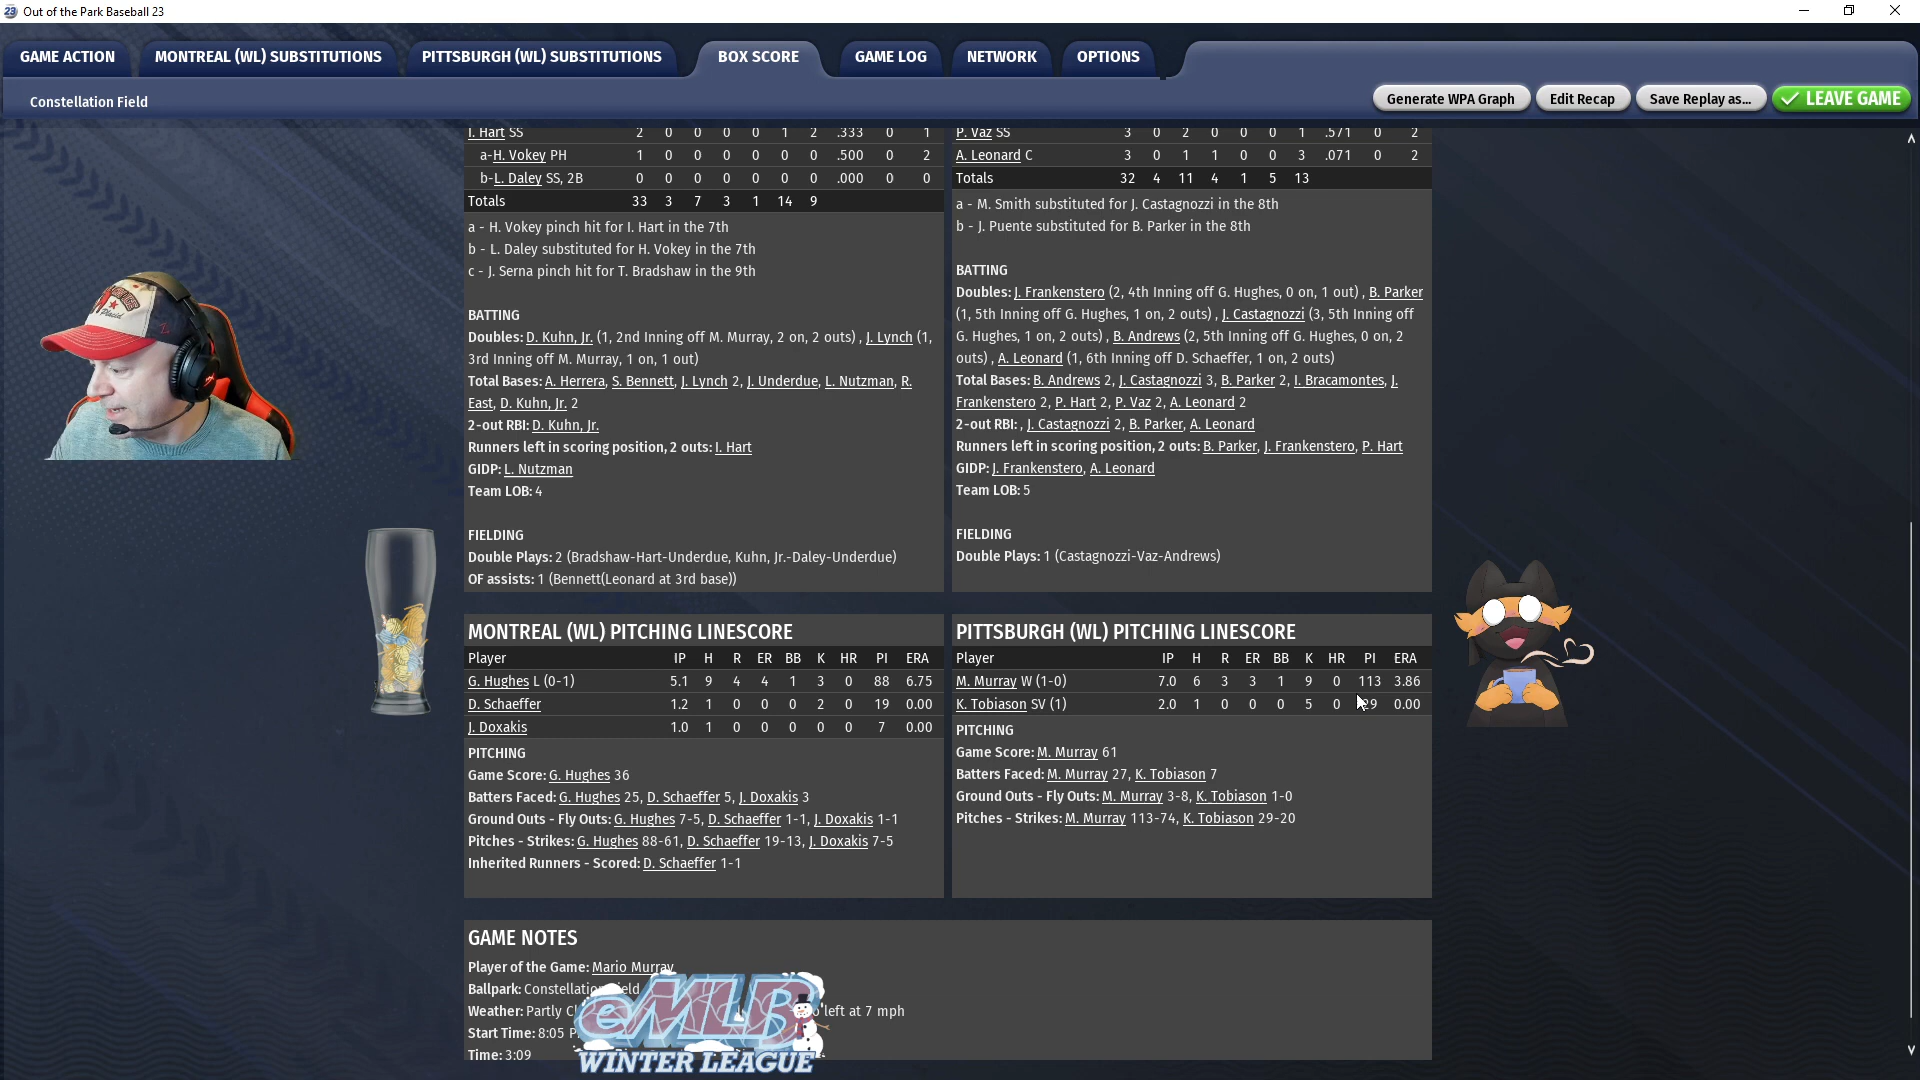 Out of the Park Baseball 23
GAME ACTION
MONTREAL (WL) SUBSTITUTIONS
PITTSBURGH (WL) SUBSTITUTIONS
BOX SCORE
GAME LOG
NETWORK
OPTIONS
Constellation Field
Generate WPA Graph
Edit Recap
Save Replay as...
LEAVE GAME
I. Hart SS 2 0 0 0 0 1 2 .333 0 1
a-H. Vokey PH 1 0 0 0 0 0 0 .500 0 2
b-L. Daley SS, 2B 0 0 0 0 0 0 0 .000 0 0
Totals 33 3 7 3 1 14 9
a - H. Vokey pinch hit for I. Hart in the 7th
b - L. Daley substituted for H. Vokey in the 7th
c - J. Serna pinch hit for T. Bradshaw in the 9th
BATTING
Doubles: D. Kuhn, Jr. (1, 2nd Inning off M. Murray, 2 on, 2 outs) , J. Lynch (1,
3rd Inning off M. Murray, 1 on, 1 out)
Total Bases: A. Herrera, S. Bennett, J. Lynch 2, J. Underdue, L. Nutzman, R.
East, D. Kuhn, Jr. 2
2-out RBI: D. Kuhn, Jr.
Runners left in scoring position, 2 outs: I. Hart
GIDP: L. Nutzman
Team LOB: 4
FIELDING
Double Plays: 2 (Bradshaw-Hart-Underdue, Kuhn, Jr.-Daley-Underdue)
OF assists: 1 (Bennett(Leonard at 3rd base))
P. Vaz SS 3 0 2 0 0 0 1 .571 0 2
A. Leonard C 3 0 1 1 0 0 3 .071 0 2
Totals 32 4 11 4 1 5 13
a - M. Smith substituted for J. Castagnozzi in the 8th
b - J. Puente substituted for B. Parker in the 8th
BATTING
Doubles: J. Frankenstero (2, 4th Inning off G. Hughes, 0 on, 1 out) , B. Parker
(1, 5th Inning off G. Hughes, 1 on, 2 outs) , J. Castagnozzi (3, 5th Inning off
G. Hughes, 1 on, 2 outs) , B. Andrews (2, 5th Inning off G. Hughes, 0 on, 2
outs) , A. Leonard (1, 6th Inning off D. Schaeffer, 1 on, 2 outs)
Total Bases: B. Andrews 2, J. Castagnozzi 3, B. Parker 2, I. Bracamontes, J.
Frankenstero 2, P. Hart 2, P. Vaz 2, A. Leonard 2
2-out RBI: , J. Castagnozzi 2, B. Parker, A. Leonard
Runners left in scoring position, 2 outs: B. Parker, J. Frankenstero, P. Hart
GIDP: J. Frankenstero, A. Leonard
Team LOB: 5
FIELDING
Double Plays: 1 (Castagnozzi-Vaz-Andrews)
MONTREAL (WL) PITCHING LINESCORE
Player IP H R ER BB K HR PI ERA
G. Hughes L (0-1) 5.1 9 4 4 1 3 0 88 6.75
D. Schaeffer 1.2 1 0 0 0 2 0 19 0.00
J. Doxakis 1.0 1 0 0 0 0 0 7 0.00
PITCHING
Game Score: G. Hughes 36
Batters Faced: G. Hughes 25, D. Schaeffer 5, J. Doxakis 3
Ground Outs - Fly Outs: G. Hughes 7-5, D. Schaeffer 1-1, J. Doxakis 1-1
Pitches - Strikes: G. Hughes 88-61, D. Schaeffer 19-13, J. Doxakis 7-5
Inherited Runners - Scored: D. Schaeffer 1-1
PITTSBURGH (WL) PITCHING LINESCORE
Player IP H R ER BB K HR PI ERA
M. Murray W (1-0) 7.0 6 3 3 1 9 0 113 3.86
K. Tobiason SV (1) 2.0 1 0 0 0 5 0 29 0.00
PITCHING
Game Score: M. Murray 61
Batters Faced: M. Murray 27, K. Tobiason 7
Ground Outs - Fly Outs: M. Murray 3-8, K. Tobiason 1-0
Pitches - Strikes: M. Murray 113-74, K. Tobiason 29-20
GAME NOTES
Player of the Game: Mario Murray
Ballpark: Constellation Field
Weather: Partly left at 7 mph
Start Time: 8:05
Time: 3:09
eMLB
WINTER LEAGUE